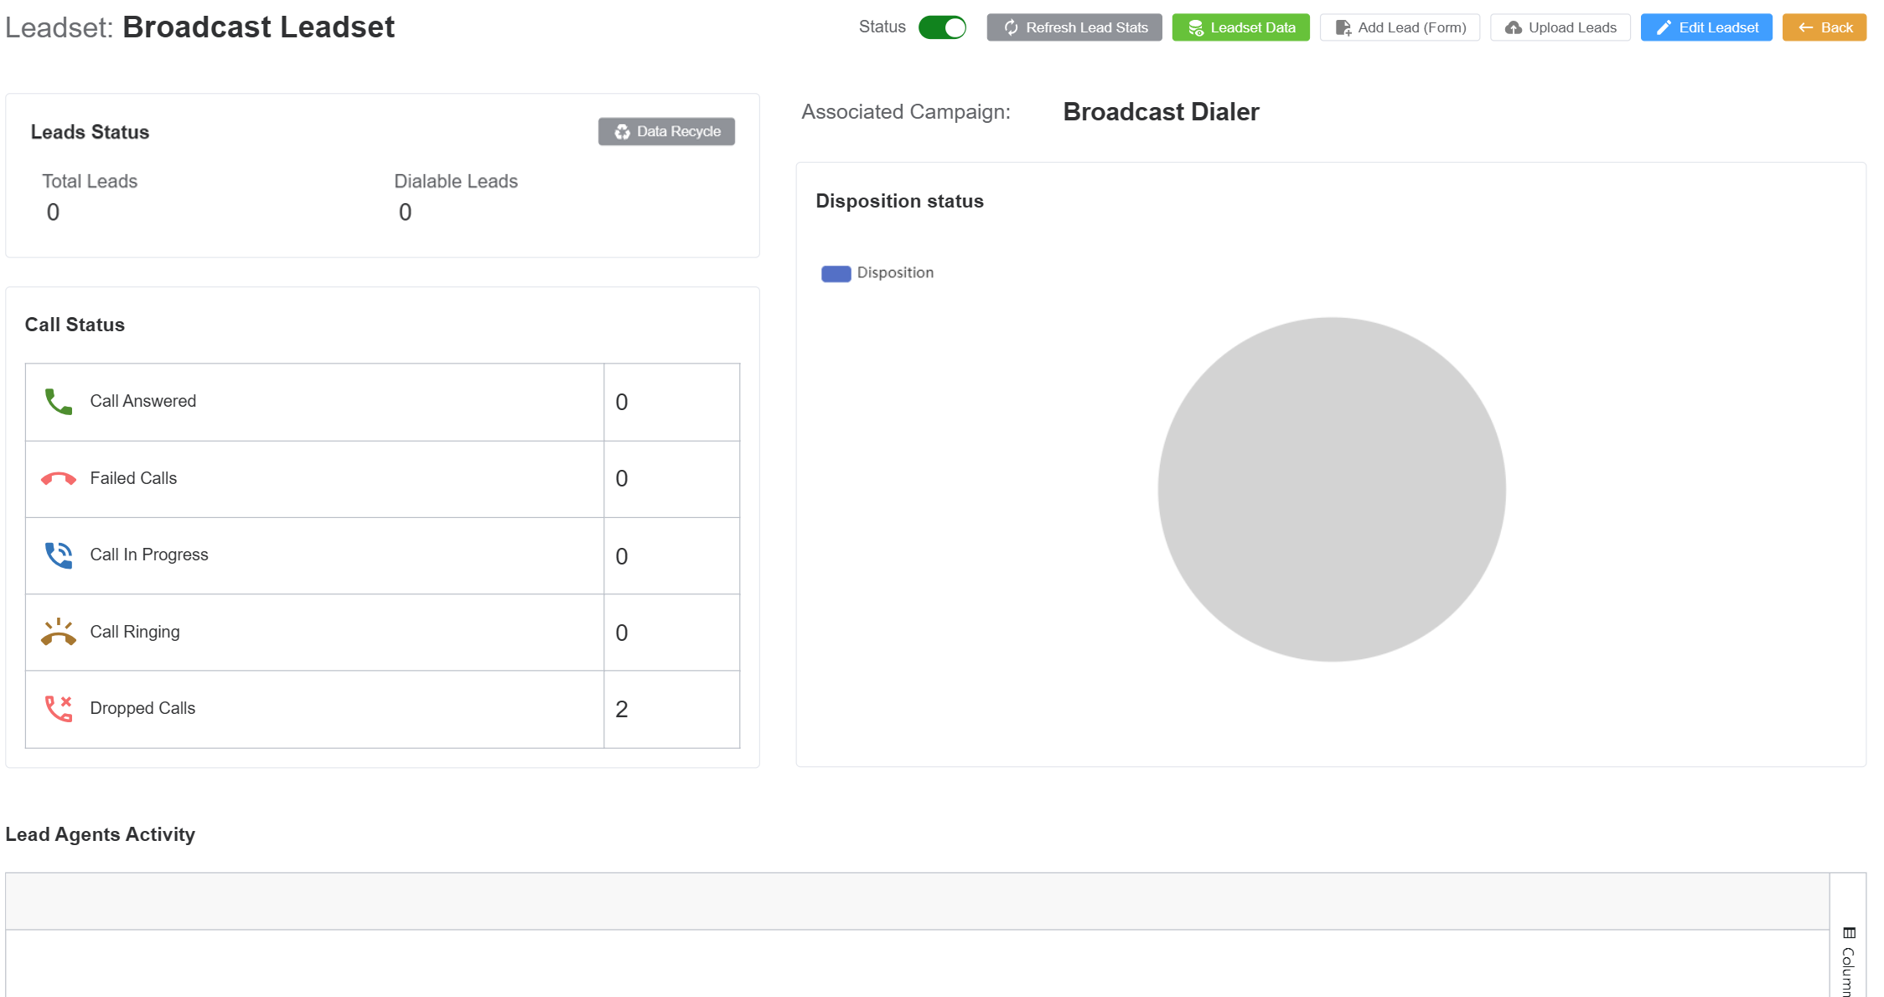 Leadset: Broadcast Leadset
Status
Refresh Lead Stats
Leadset Data
Add Lead (Form)
Upload Leads
Edit Leadset
Back
Leads Status
Data Recycle
Total Leads
Dialable Leads
0
0
Associated Campaign: Broadcast Dialer
Disposition status
Disposition
Call Status
Call Answered 0
Failed Calls 0
Call In Progress 0
Call Ringing 0
Dropped Calls 2
Lead Agents Activity